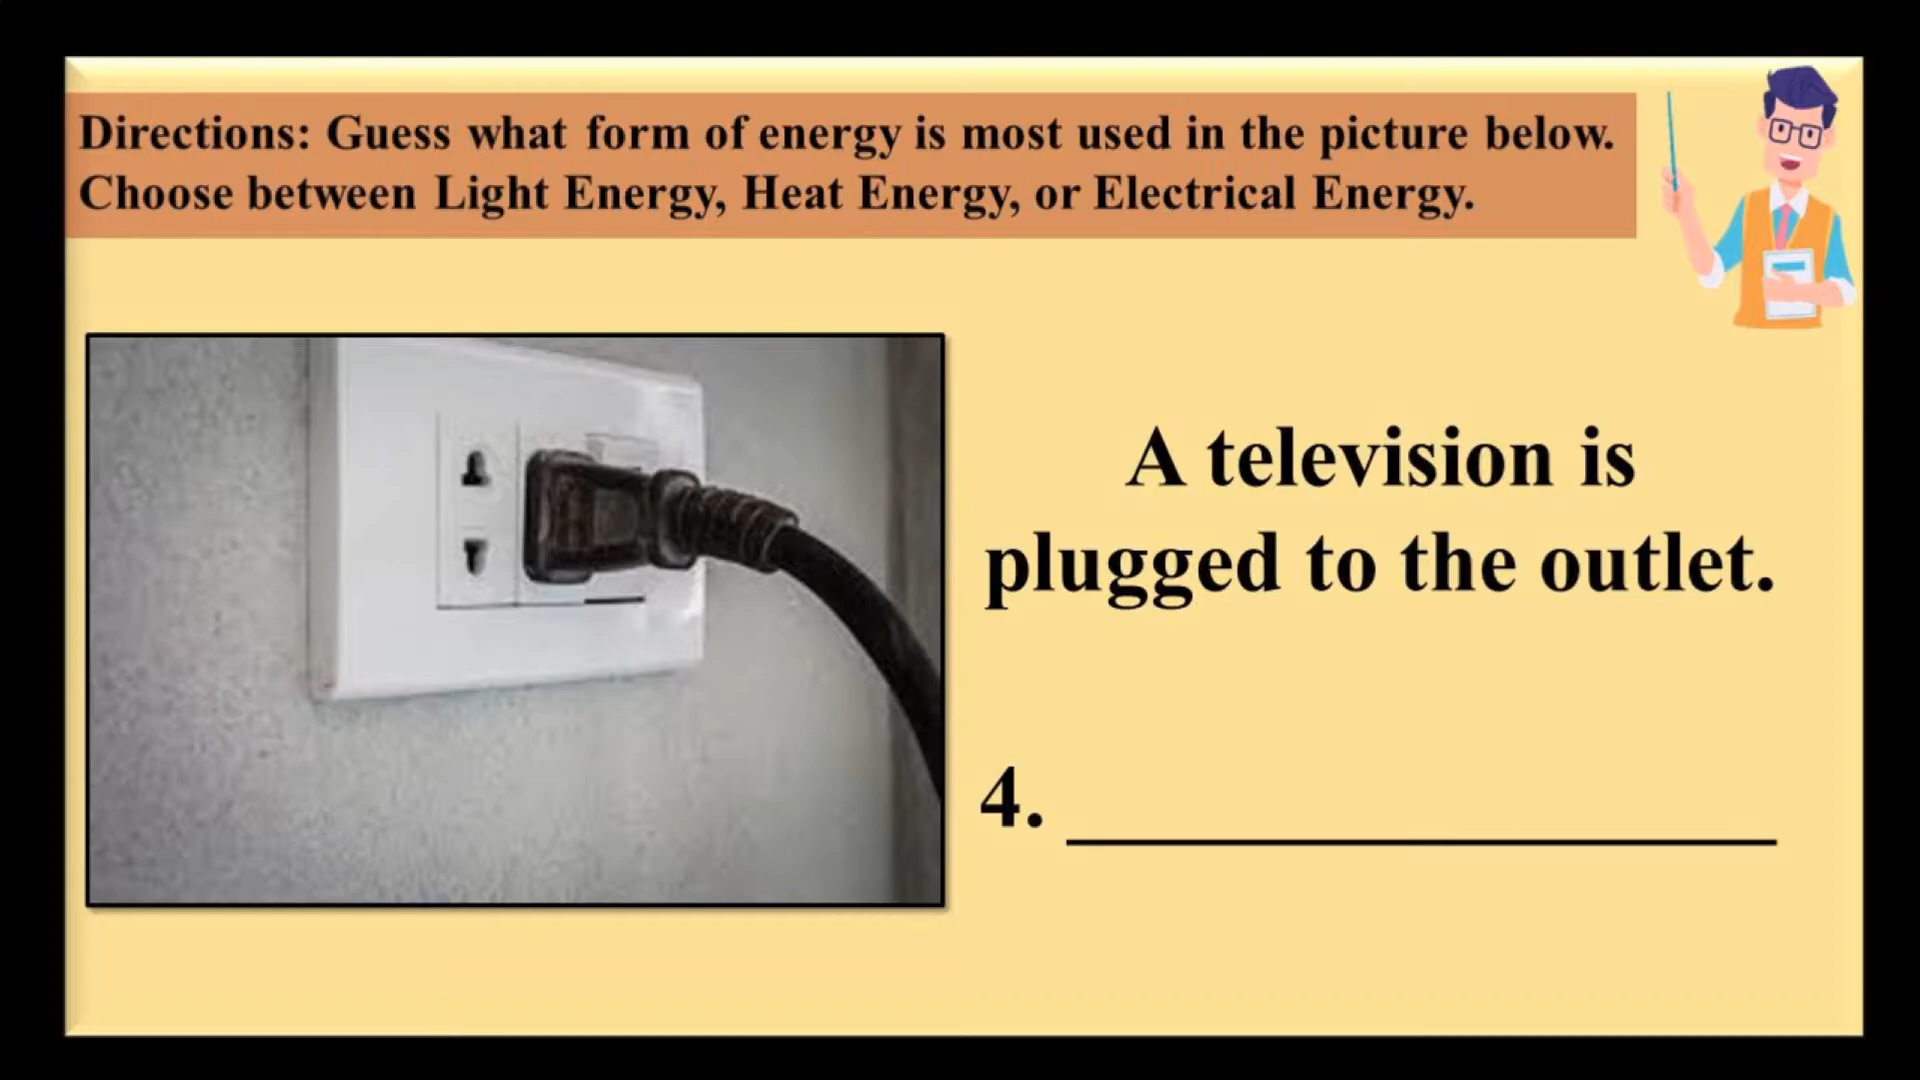 Directions: Guess what form of energy is most used in the picture below.
Choose between Light Energy, Heat Energy, or Electrical Energy.
A television is
plugged to the outlet.
4. ____________________